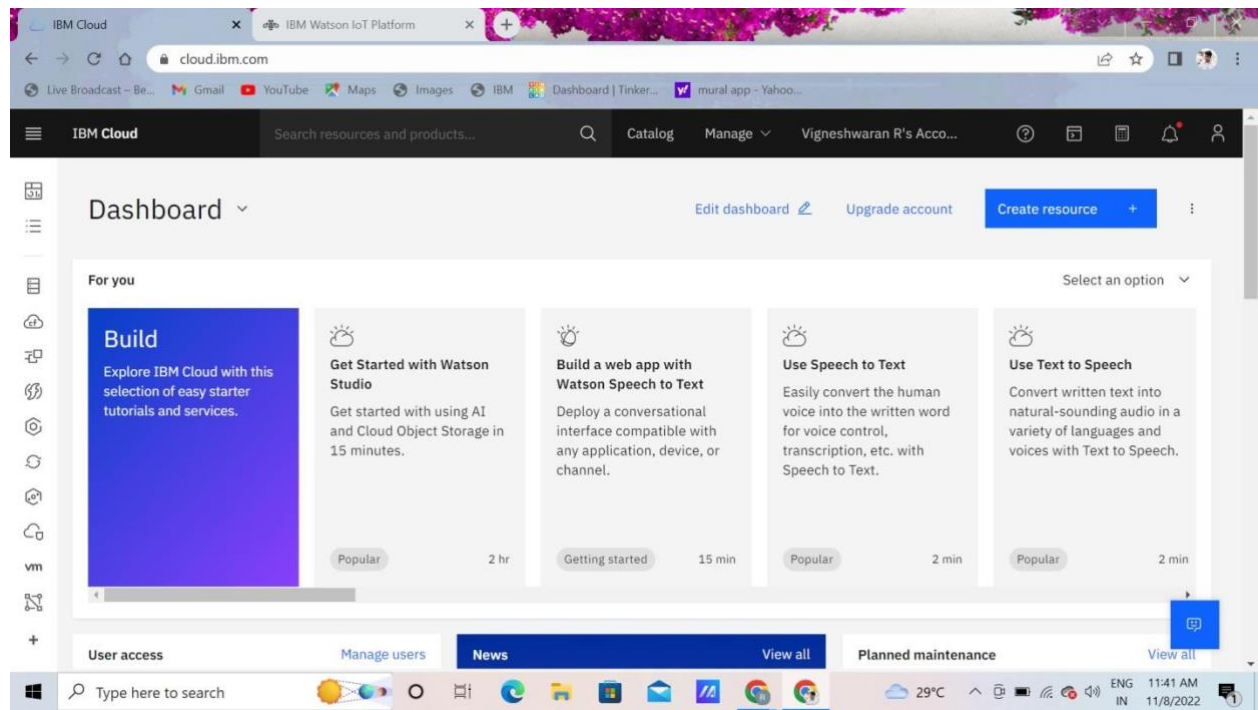 IBM Cloud
IBM Watson IoT Platform
cloud.ibm.com
Live Broadcast – Be...
Gmail
YouTube
Maps
Images
IBM
Dashboard | Tinker...
mural app - Yahoo...
IBM Cloud
Search resources and products...
Catalog
Manage
Vigneshwaran R's Acco...
Dashboard
Edit dashboard
Upgrade account
Create resource +
For you
Select an option
Build
Explore IBM Cloud with this
selection of easy starter
tutorials and services.
Get Started with Watson
Studio
Get started with using AI
and Cloud Object Storage in
15 minutes.
Popular
2 hr
Build a web app with
Watson Speech to Text
Deploy a conversational
interface compatible with
any application, device, or
channel.
Getting started
15 min
Use Speech to Text
Easily convert the human
voice into the written word
for voice control,
transcription, etc. with
Speech to Text.
Popular
2 min
Use Text to Speech
Convert written text into
natural-sounding audio in a
variety of languages and
voices with Text to Speech.
Popular
2 min
vm
User access
Manage users
News
View all
Planned maintenance
View all
Type here to search
29°C
ENG
IN
11:41 AM
11/8/2022
1